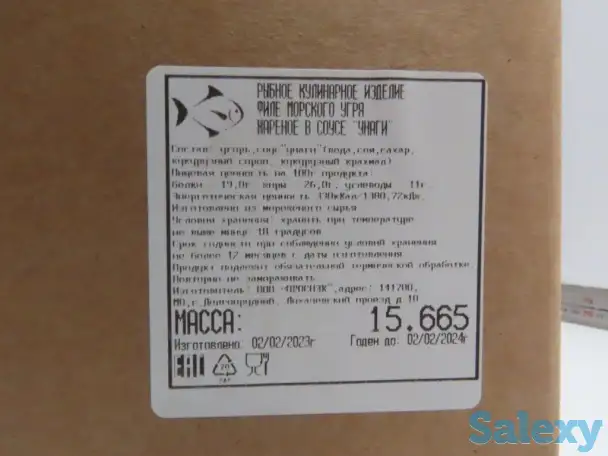 РЫБНОЕ КУЛИНАРНОЕ ИЗДЕЛИЕ
ФИЛЕ МОРСКОГО УГРЯ
ЖАРЕНОЕ В СОУСЕ "УНАГИ"
Состав: угорь,соус"унаги"(вода,соя,сахар,
кукурузный сироп, кукурузный крахмал)
Пищевая ценность на 100г продукта:
белки 19,0г жиры 26,0г, углеводы 11г
Энергетическая ценность 330кКал/1380,72кДж.
Изготовлено из мороженого сырья
Условия хранения: хранить при температуре
не выше минус 18 градусов
Срок годности при соблюдении условий хранения
не более 12 месяцев с даты изготовления
Продукт подлежит обязательной термической обработке
Повторно не замораживать
Изготовитель: ООО адрес: 141700,
МО,г.Долгопрудный, Лихачевский проезд д 10
МАССА: 15.665
Изготовлено: 02/02/2023г Годен до: 02/02/2024г
EAC
Salexy